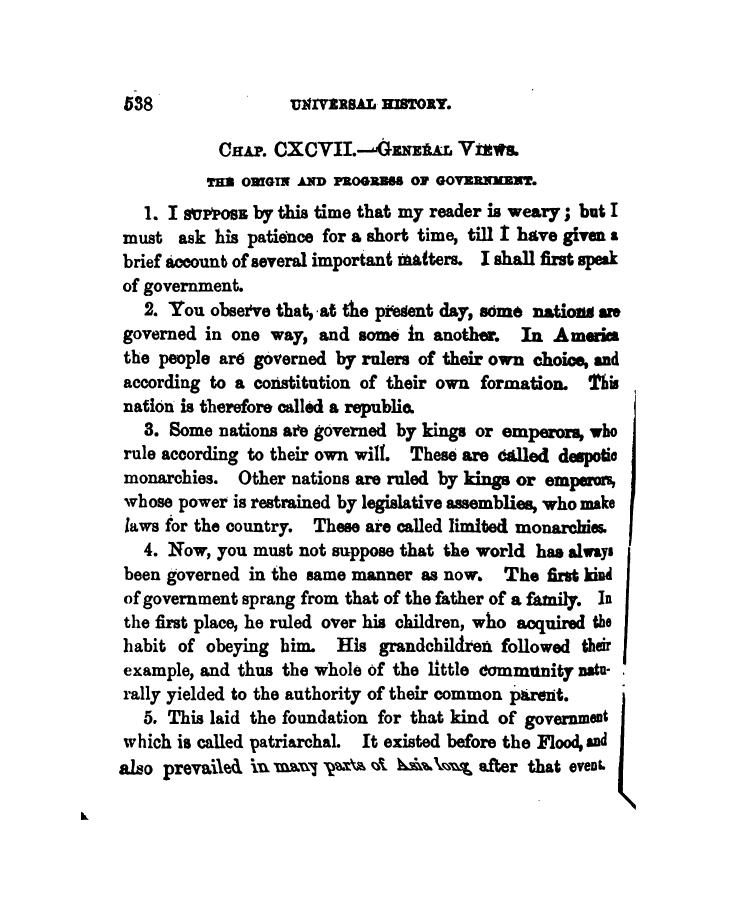 538 UNIVERSAL HISTORY.
CHAP. CXCVII.—GENERAL VIEWS.
THE ORIGIN AND PROGRESS OF GOVERNMENT.
1. I SUPPOSE by this time that my reader is weary; but I
must ask his patience for a short time, till I have given a
brief account of several important matters. I shall first speak
of government.
2. You observe that, at the present day, some nations are
governed in one way, and some in another. In America
the people are governed by rulers of their own choice, and
according to a constitution of their own formation. This
nation is therefore called a republic.
3. Some nations are governed by kings or emperors, who
rule according to their own will. These are called despotic
monarchies. Other nations are ruled by kings or emperors,
whose power is restrained by legislative assemblies, who make
laws for the country. These are called limited monarchies.
4. Now, you must not suppose that the world has always
been governed in the same manner as now. The first kind
of government sprang from that of the father of a family. In
the first place, he ruled over his children, who acquired the
habit of obeying him. His grandchildren followed their
example, and thus the whole of the little community natu-
rally yielded to the authority of their common parent.
5. This laid the foundation for that kind of government
which is called patriarchal. It existed before the Flood, and
also prevailed in many parts of Asia long after that event.